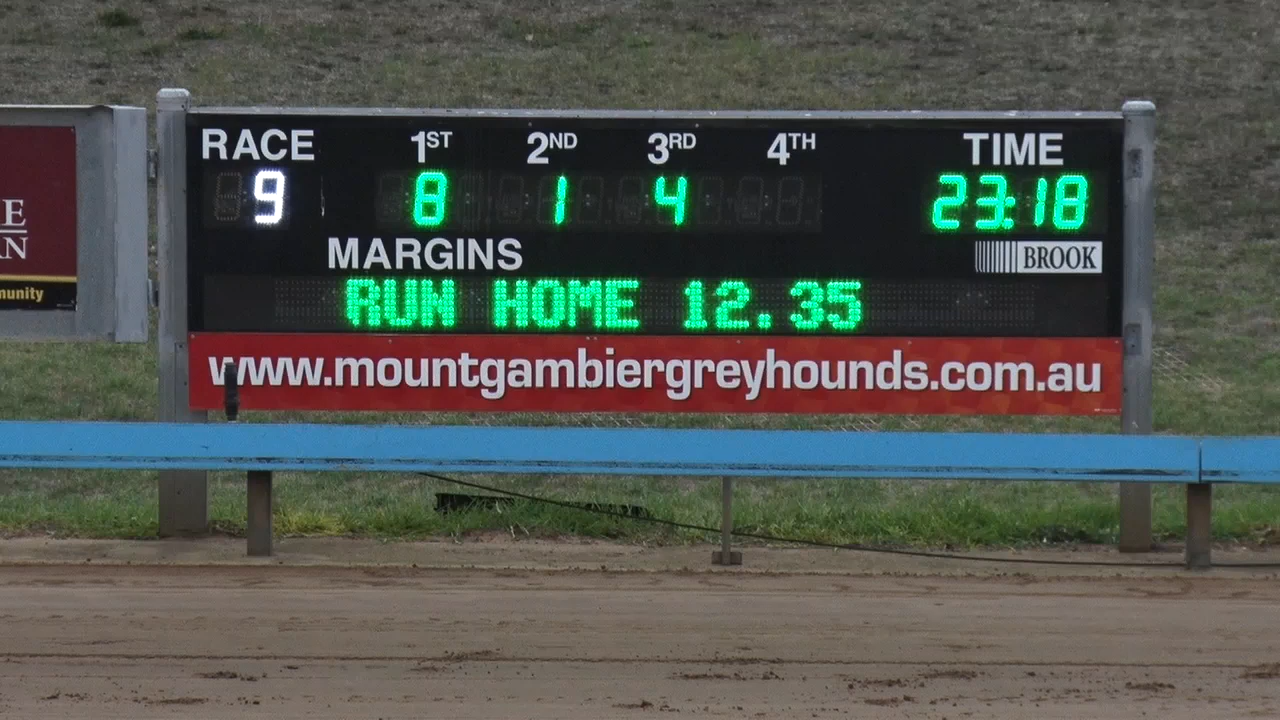 RACE 1ST 2ND 3RD 4TH TIME
9 8 1 4 23:18
MARGINS
BROOK
RUN HOME 12.35
www.mountgambiergreyhounds.com.au